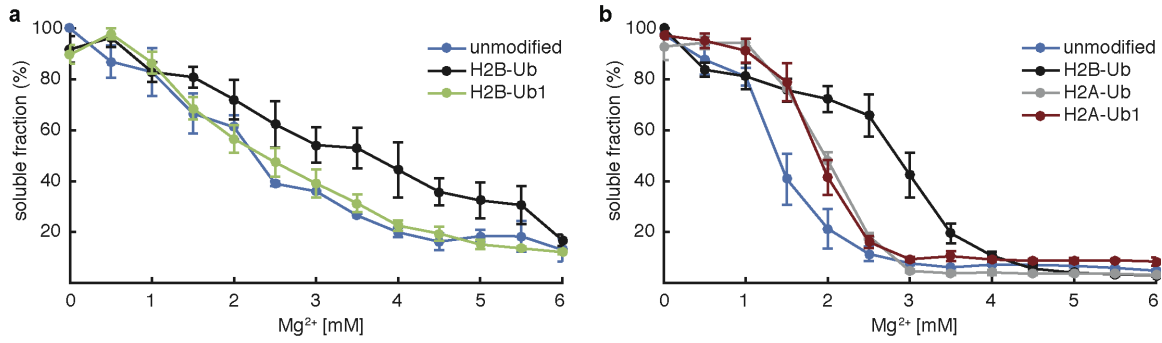 a
soluble fraction (%)
100
80
60
40
20
0 1 2 3 4 5 6
Mg²⁺ [mM]
unmodified
H2B-Ub
H2B-Ub1
b
soluble fraction (%)
100
80
60
40
20
0 1 2 3 4 5 6
Mg²⁺ [mM]
unmodified
H2B-Ub
H2A-Ub
H2A-Ub1